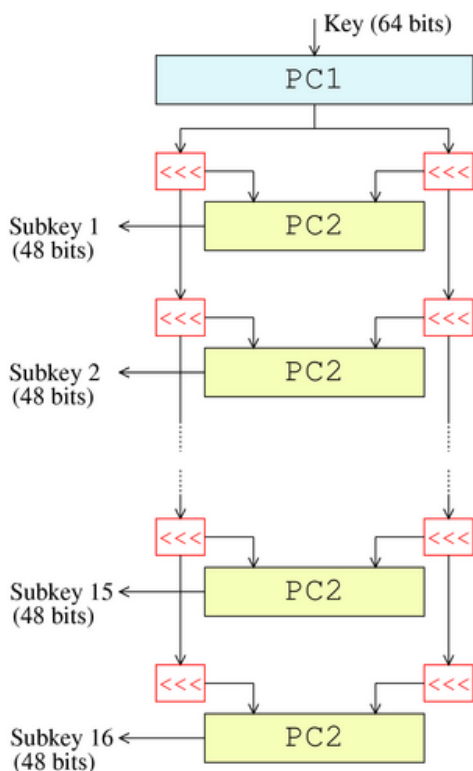 Key (64 bits)
PC1
<<< <<<
PC2
Subkey 1
(48 bits)
<<< <<<
PC2
Subkey 2
(48 bits)
<<< <<<
PC2
Subkey 15
(48 bits)
<<< <<<
PC2
Subkey 16
(48 bits)